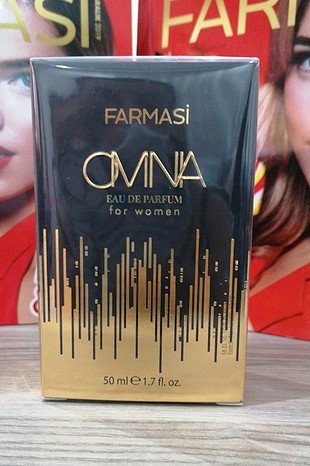 FARMASİ
OMNIA
EAU DE PARFUM
for women
50 ml ℮ 1.7 fl. oz.